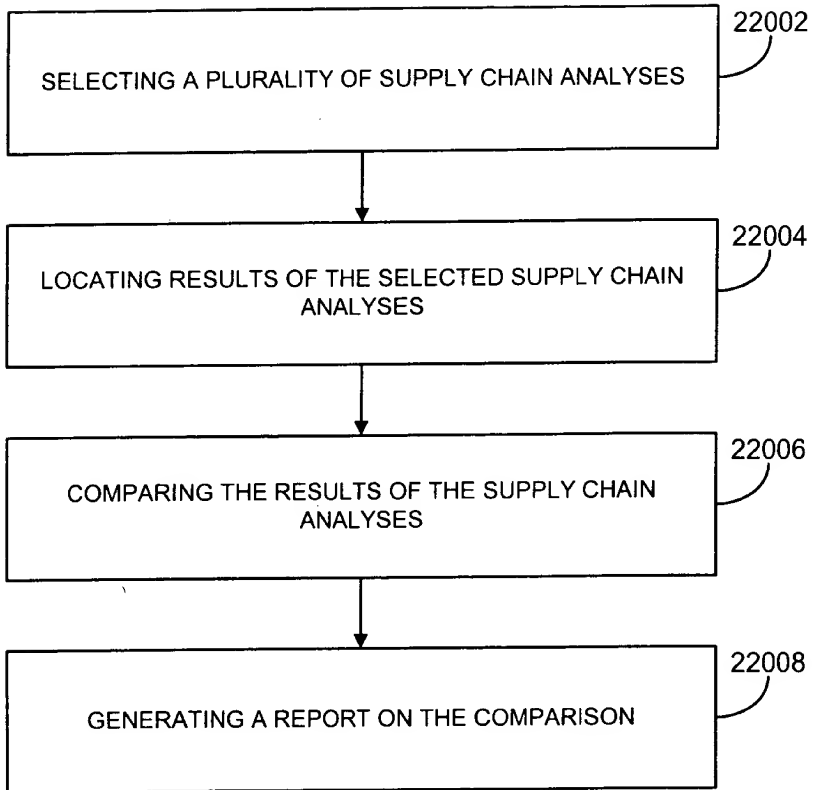 22002
SELECTING A PLURALITY OF SUPPLY CHAIN ANALYSES
22004
LOCATING RESULTS OF THE SELECTED SUPPLY CHAIN
ANALYSES
22006
COMPARING THE RESULTS OF THE SUPPLY CHAIN
ANALYSES
22008
GENERATING A REPORT ON THE COMPARISON